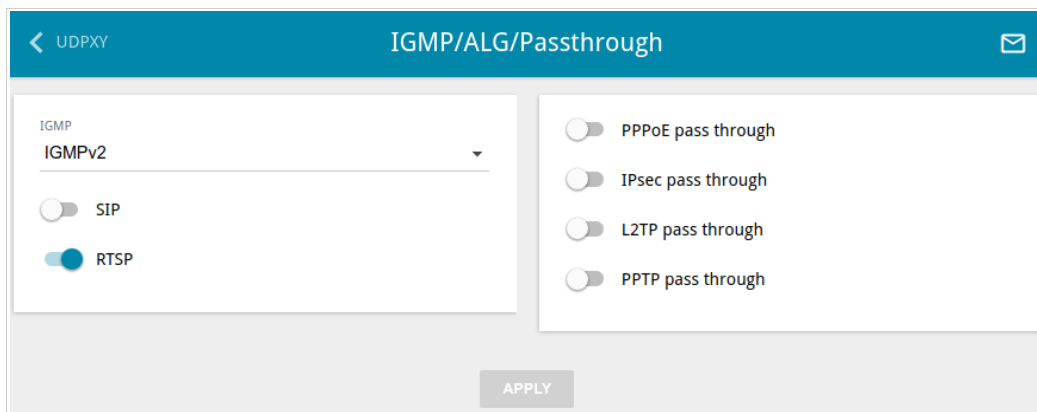 UDPXY
IGMP/ALG/Passthrough
IGMP
IGMPv2
SIP
RTSP
PPPoE pass through
IPsec pass through
L2TP pass through
PPTP pass through
APPLY